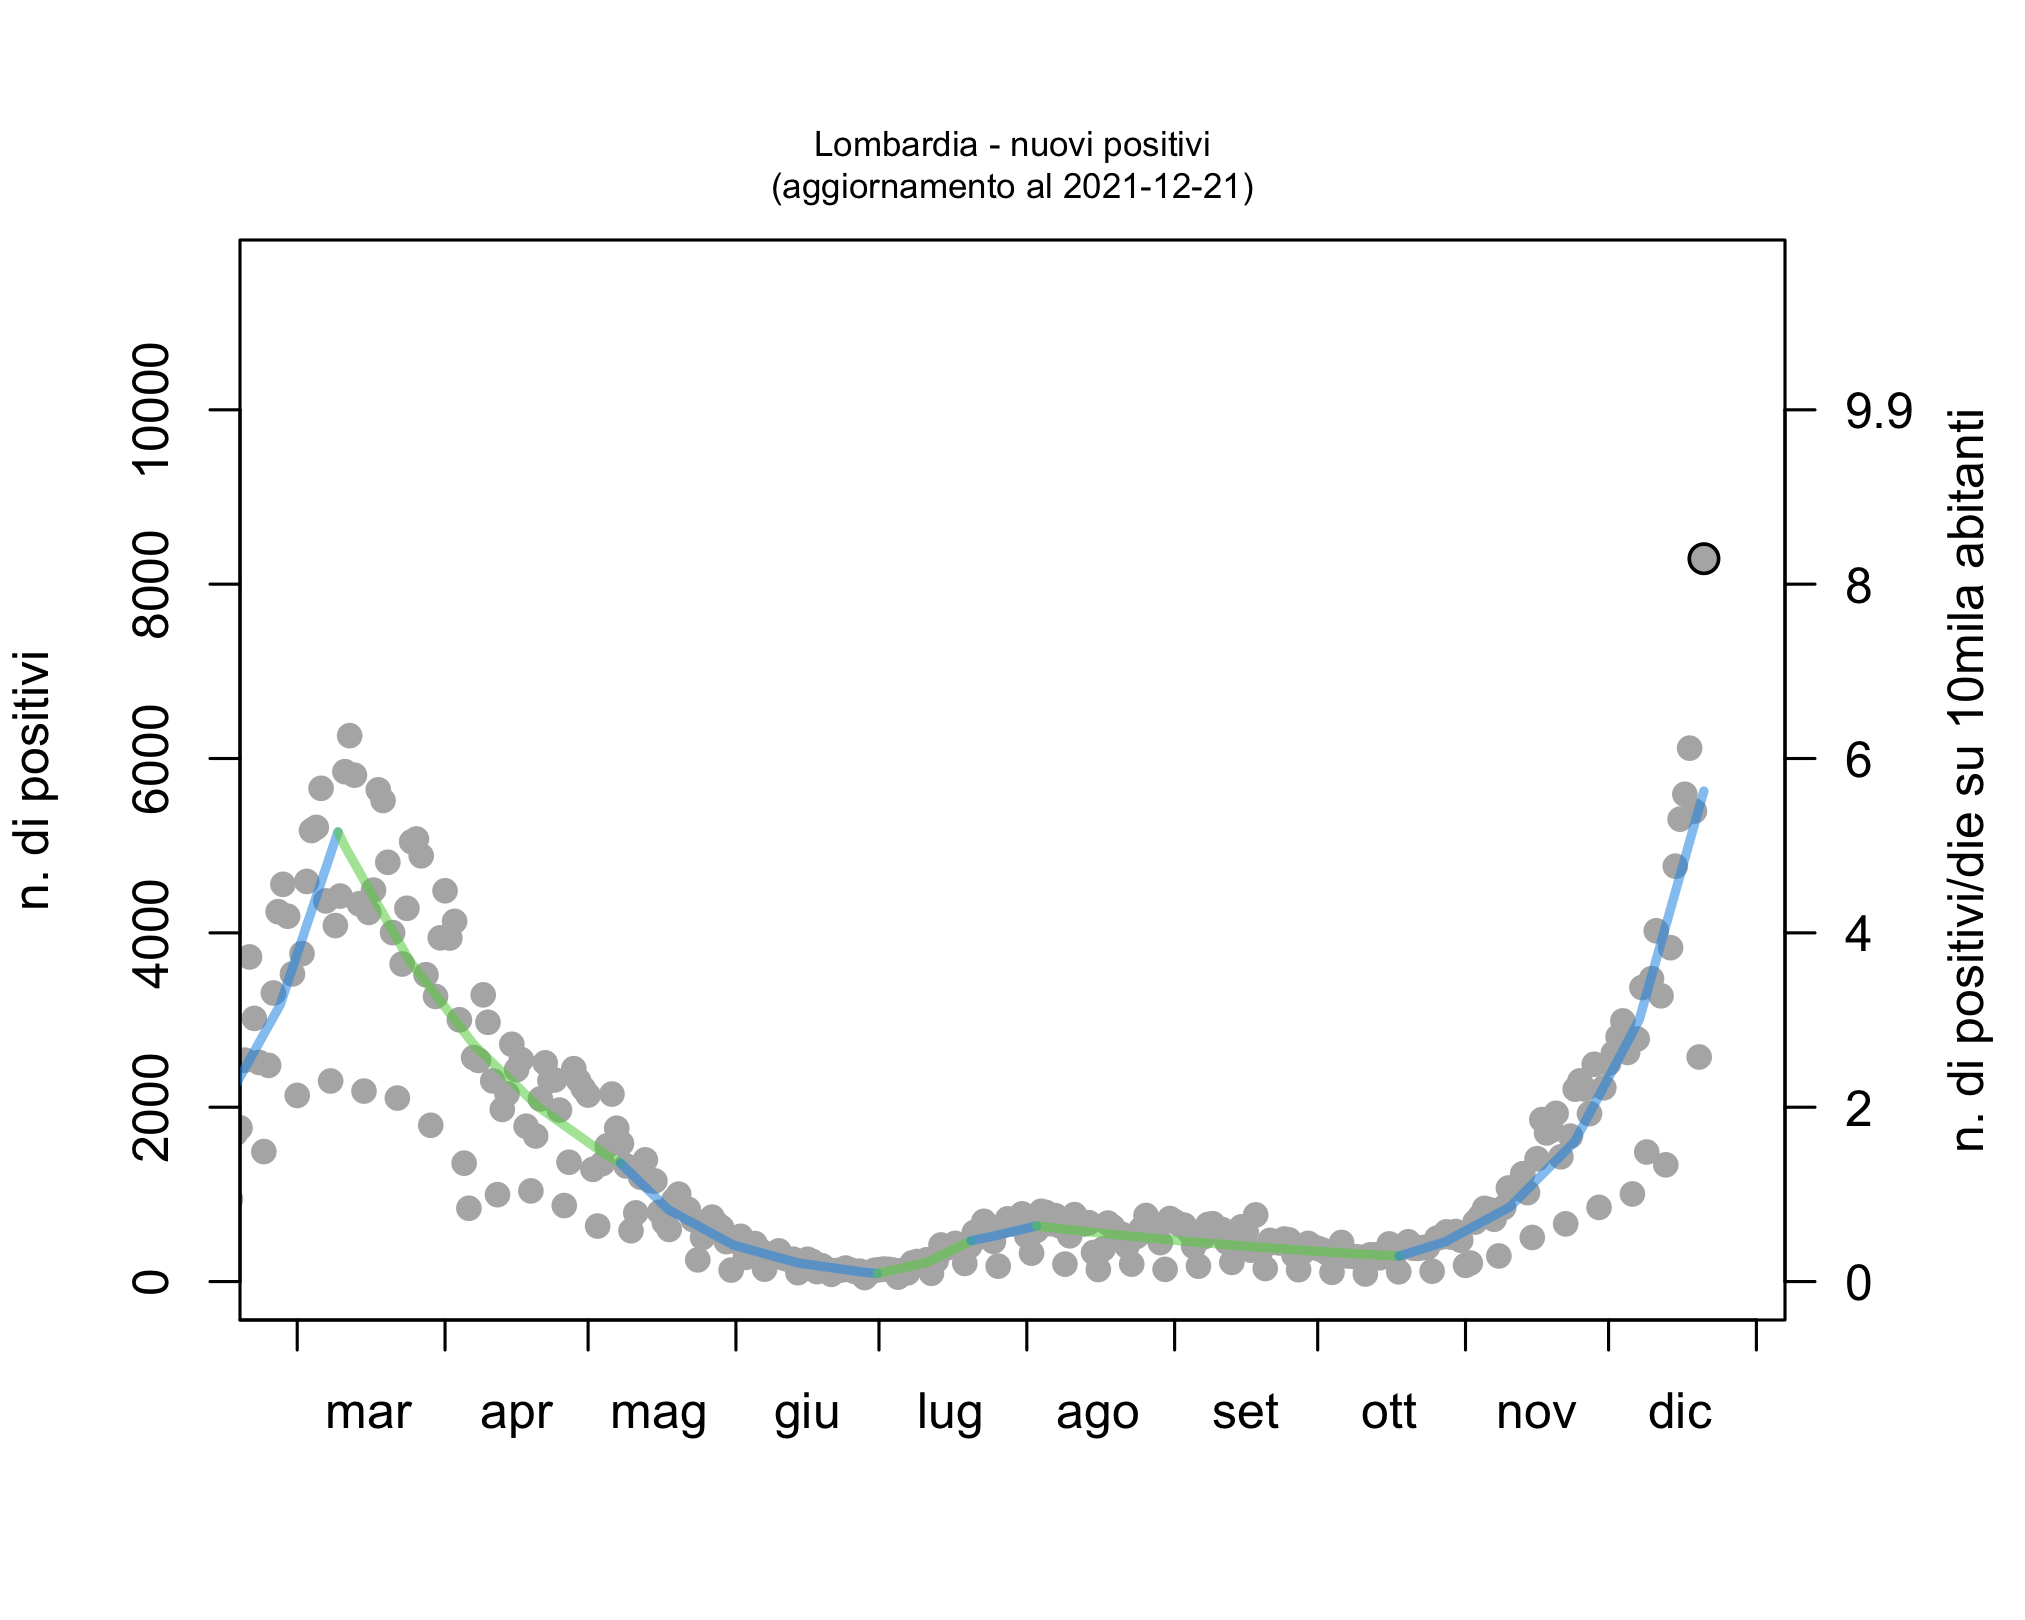 Lombardia - nuovi positivi
(aggiornamento al 2021-12-21)
n. di positivi
10000
8000
6000
4000
2000
0
9.9
8
6
4
2
0
n. di positivi/die su 10mila abitanti
mar apr mag giu lug ago set ott nov dic